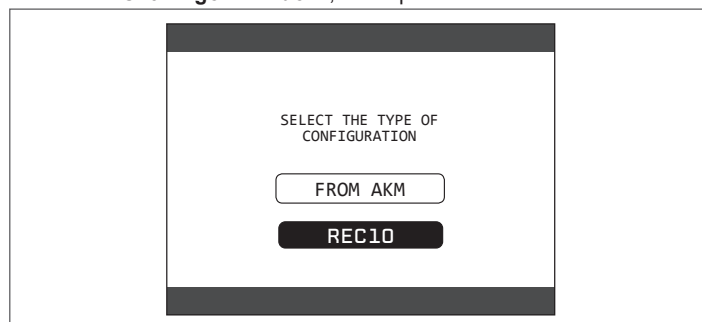 SELECT THE TYPE OF
CONFIGURATION
FROM AKM
REC10